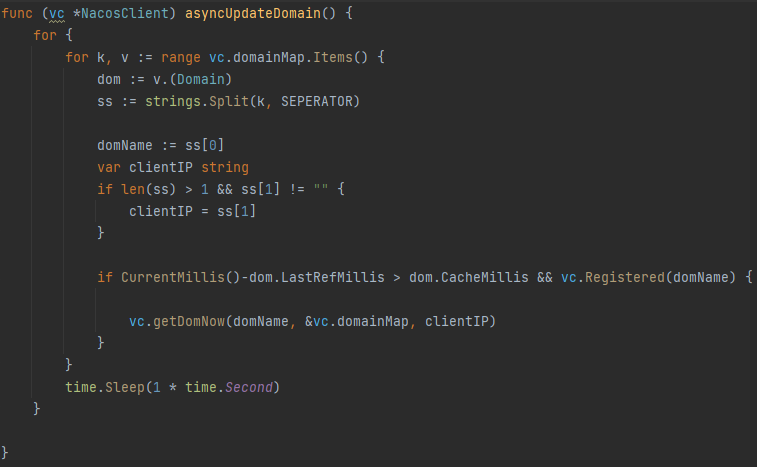 func (vc *NacosClient) asyncUpdateDomain() {
    for {
        for k, v := range vc.domainMap.Items() {
            dom := v.(Domain)
            ss := strings.Split(k, SEPERATOR)

            domName := ss[0]
            var clientIP string
            if len(ss) > 1 && ss[1] != "" {
                clientIP = ss[1]
            }

            if CurrentMillis()-dom.LastRefMillis > dom.CacheMillis && vc.Registered(domName) {

                vc.getDomNow(domName, &vc.domainMap, clientIP)
            }
        }
        time.Sleep(1 * time.Second)
    }

}